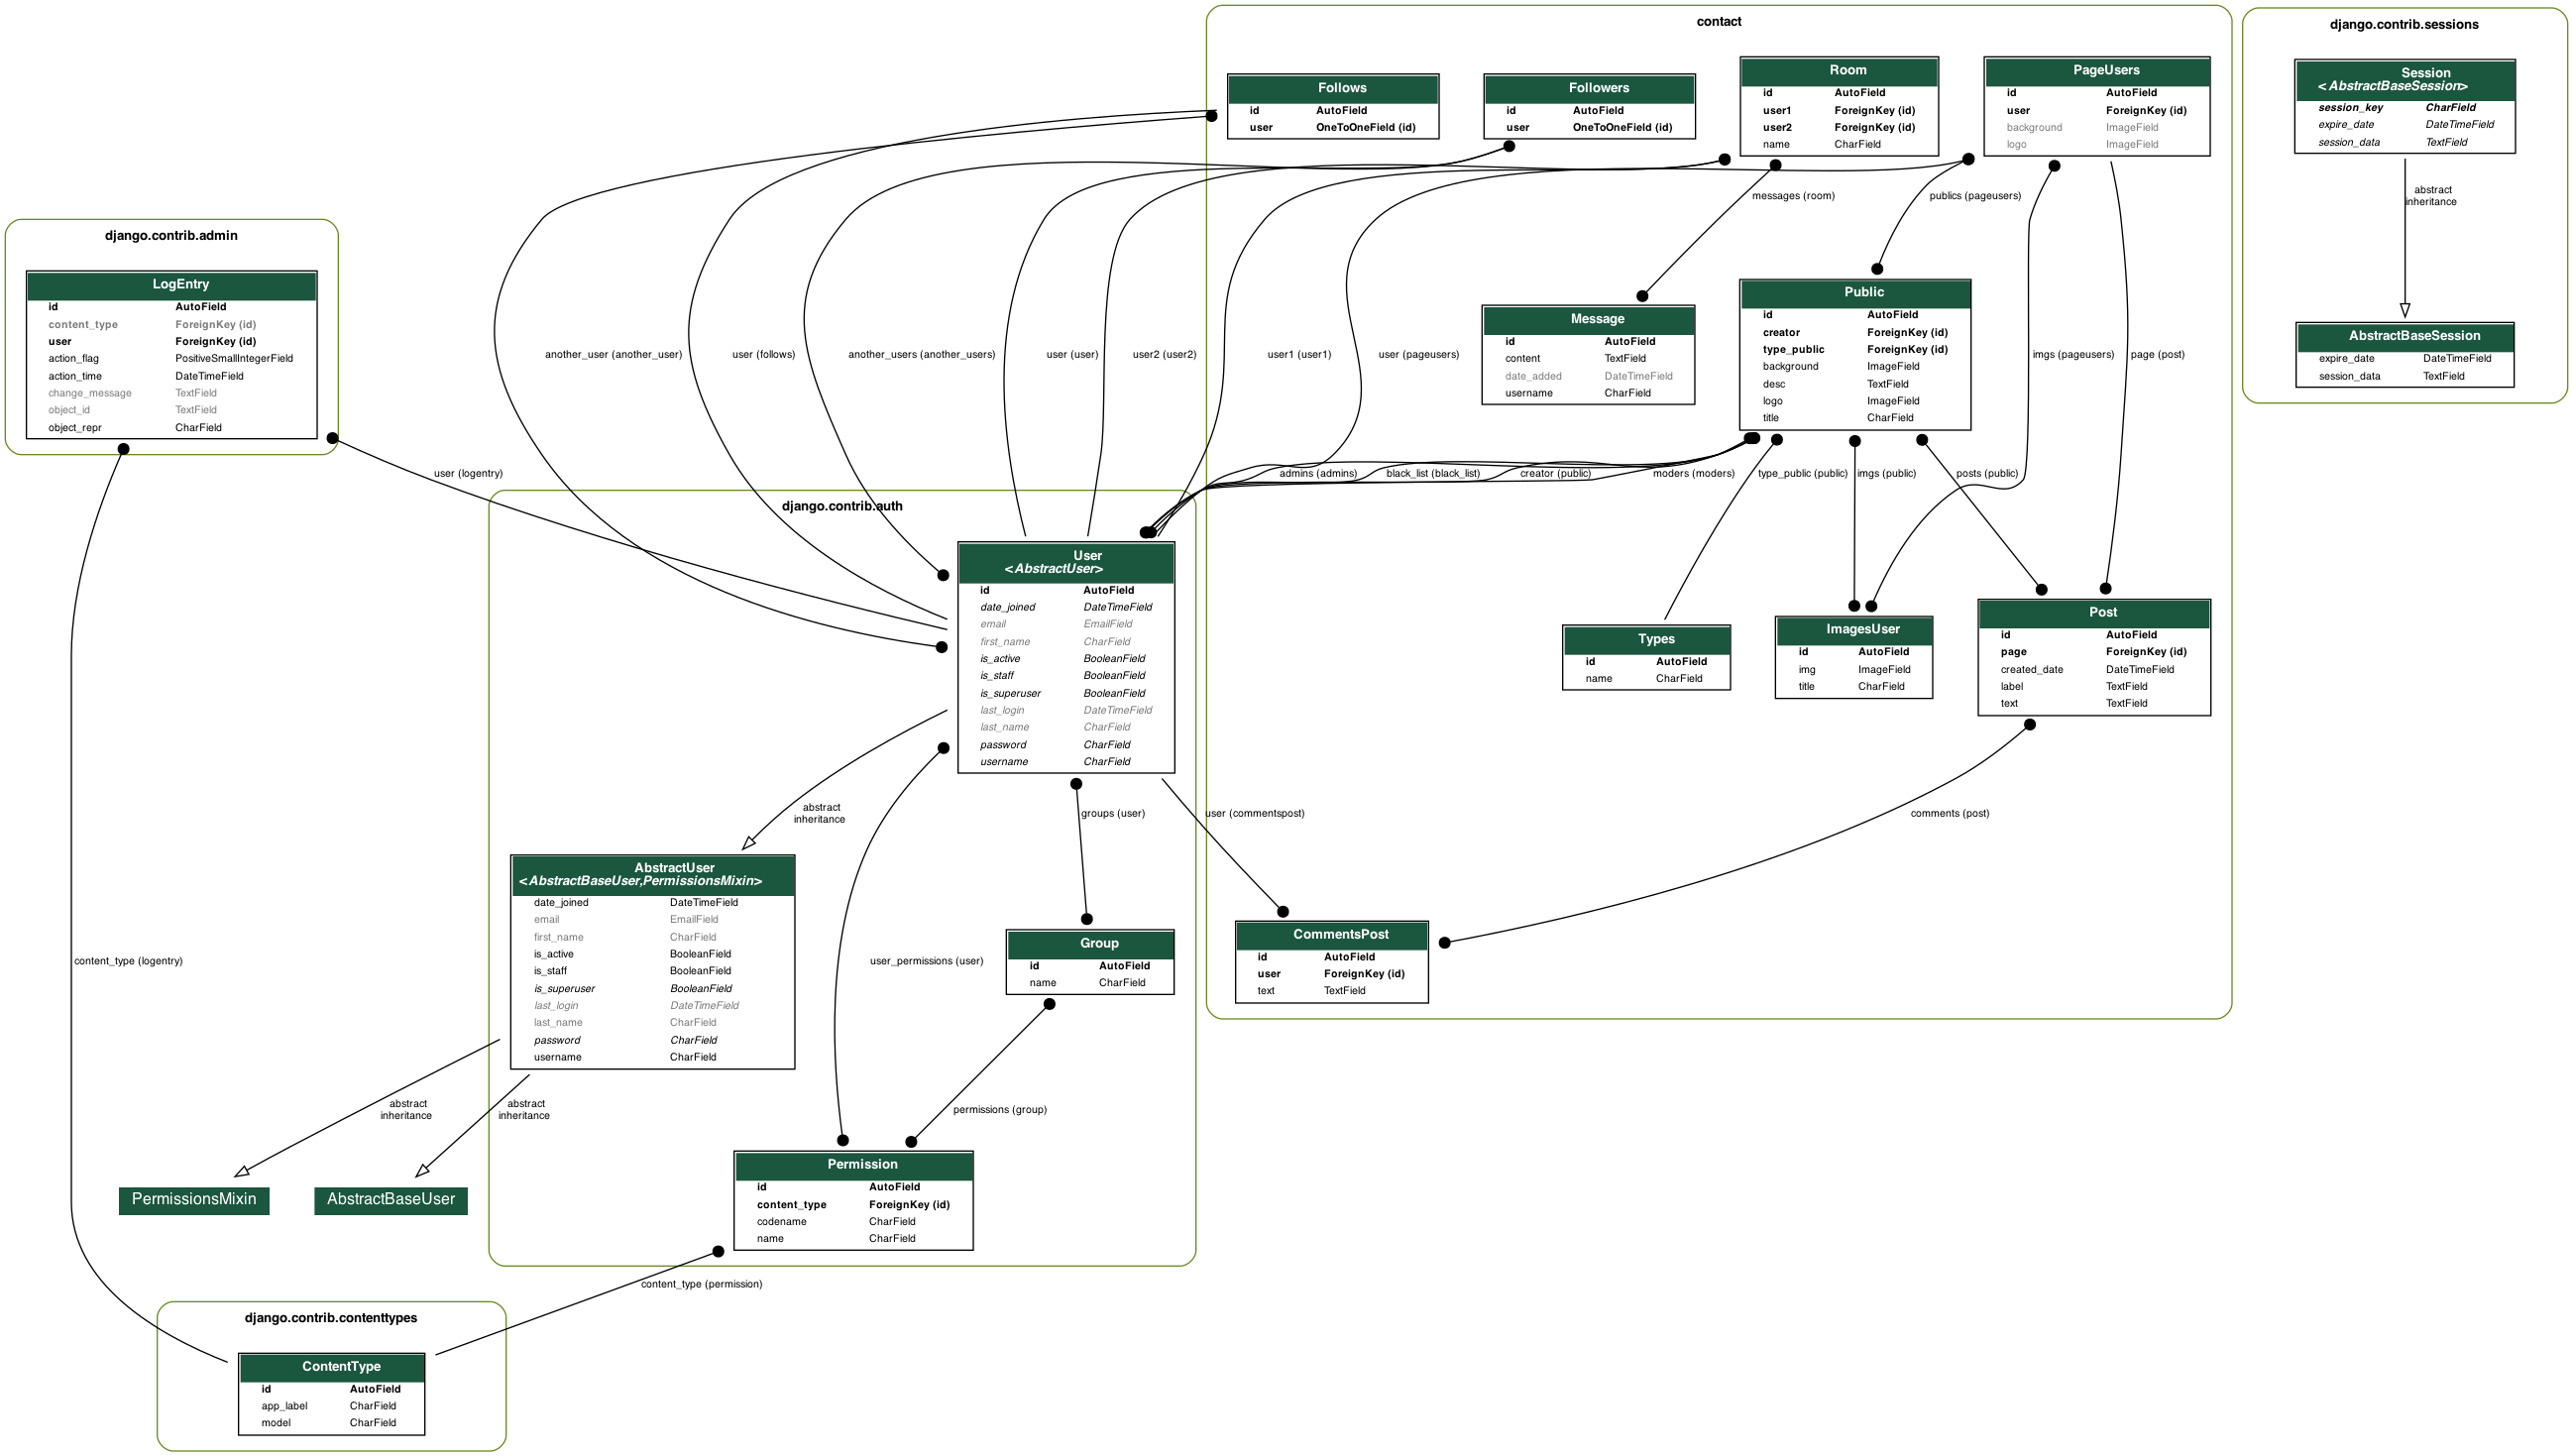 contact
Follows
id AutoField
user OneToOneField (id)
Followers
id AutoField
user OneToOneField (id)
Room
id AutoField
user1 ForeignKey (id)
user2 ForeignKey (id)
name CharField
PageUsers
id AutoField
user ForeignKey (id)
background ImageField
logo ImageField
django.contrib.sessions
Session
<AbstractBaseSession>
session_key CharField
expire_date DateTimeField
session_data TextField
abstract
inheritance
AbstractBaseSession
expire_date DateTimeField
session_data TextField
messages (room)
publics (pageusers)
django.contrib.admin
LogEntry
id AutoField
content_type ForeignKey (id)
user ForeignKey (id)
action_flag PositiveSmallIntegerField
action_time DateTimeField
change_message TextField
object_id TextField
object_repr CharField
Message
id AutoField
content TextField
date_added DateTimeField
username CharField
Public
id AutoField
creator ForeignKey (id)
type_public ForeignKey (id)
background ImageField
desc TextField
logo ImageField
title CharField
another_user (another_user)
user (follows)
another_users (another_users)
user (user)
user2 (user2)
user1 (user1)
user (pageusers)
imgs (pageusers)
page (post)
user (logentry)
admins (admins)
black_list (black_list)
creator (public)
moders (moders)
type_public (public)
imgs (public)
posts (public)
django.contrib.auth
User
<AbstractUser>
id AutoField
date_joined DateTimeField
email EmailField
first_name CharField
is_active BooleanField
is_staff BooleanField
is_superuser BooleanField
last_login DateTimeField
last_name CharField
password CharField
username CharField
Types
id AutoField
name CharField
ImagesUser
id AutoField
img ImageField
title CharField
Post
id AutoField
page ForeignKey (id)
created_date DateTimeField
label TextField
text TextField
abstract
inheritance
groups (user)
user (commentspost)
comments (post)
AbstractUser
<AbstractBaseUser,PermissionsMixin>
date_joined DateTimeField
email EmailField
first_name CharField
is_active BooleanField
is_staff BooleanField
is_superuser BooleanField
last_login DateTimeField
last_name CharField
password CharField
username CharField
Group
id AutoField
name CharField
CommentsPost
id AutoField
user ForeignKey (id)
text TextField
content_type (logentry)
user_permissions (user)
abstract
inheritance
abstract
inheritance
permissions (group)
PermissionsMixin
AbstractBaseUser
Permission
id AutoField
content_type ForeignKey (id)
codename CharField
name CharField
content_type (permission)
django.contrib.contenttypes
ContentType
id AutoField
app_label CharField
model CharField